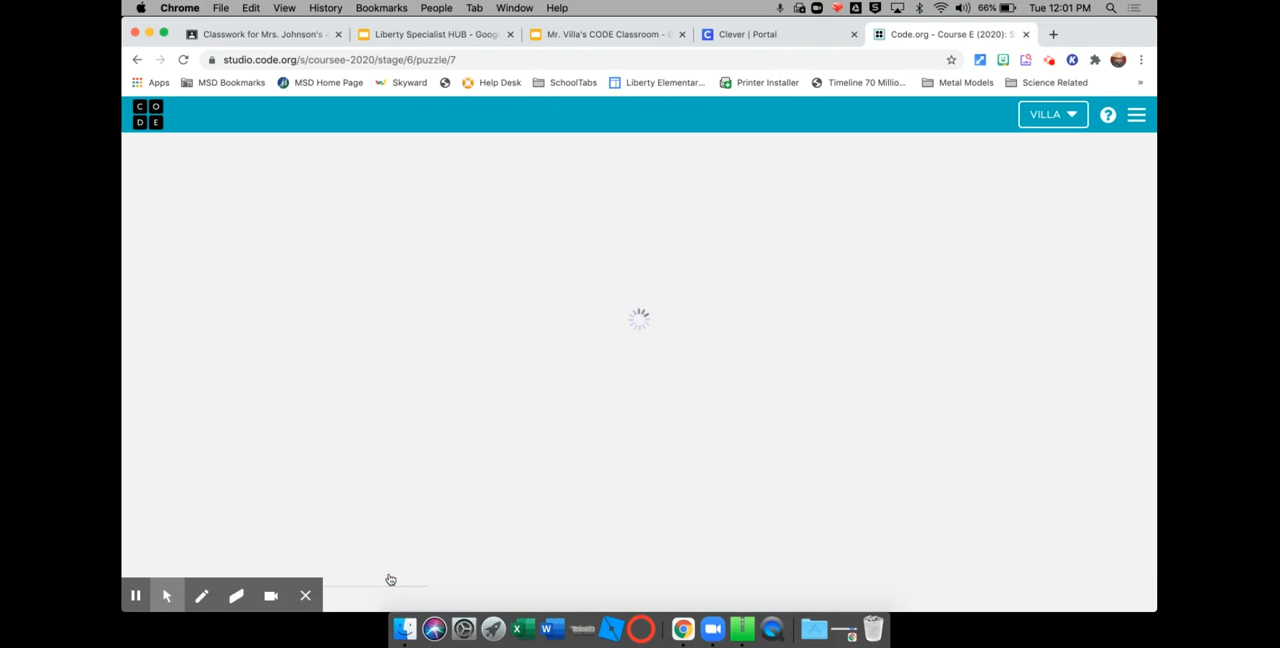 Chrome File Edit View History Bookmarks People Tab Window Help 66% Tue 12:01 PM
Classwork for Mrs. Johnson's Liberty Specialist HUB - Goog Mr. Villa's CODE Classroom - G Clever | Portal Code.org - Course E (2020): S
studio.code.org/s/coursee-2020/stage/6/puzzle/7
Apps MSD Bookmarks MSD Home Page Skyward Help Desk SchoolTabs Liberty Elementar... Printer Installer Timeline 70 Millio... Metal Models Science Related »
C O
D E
VILLA ?